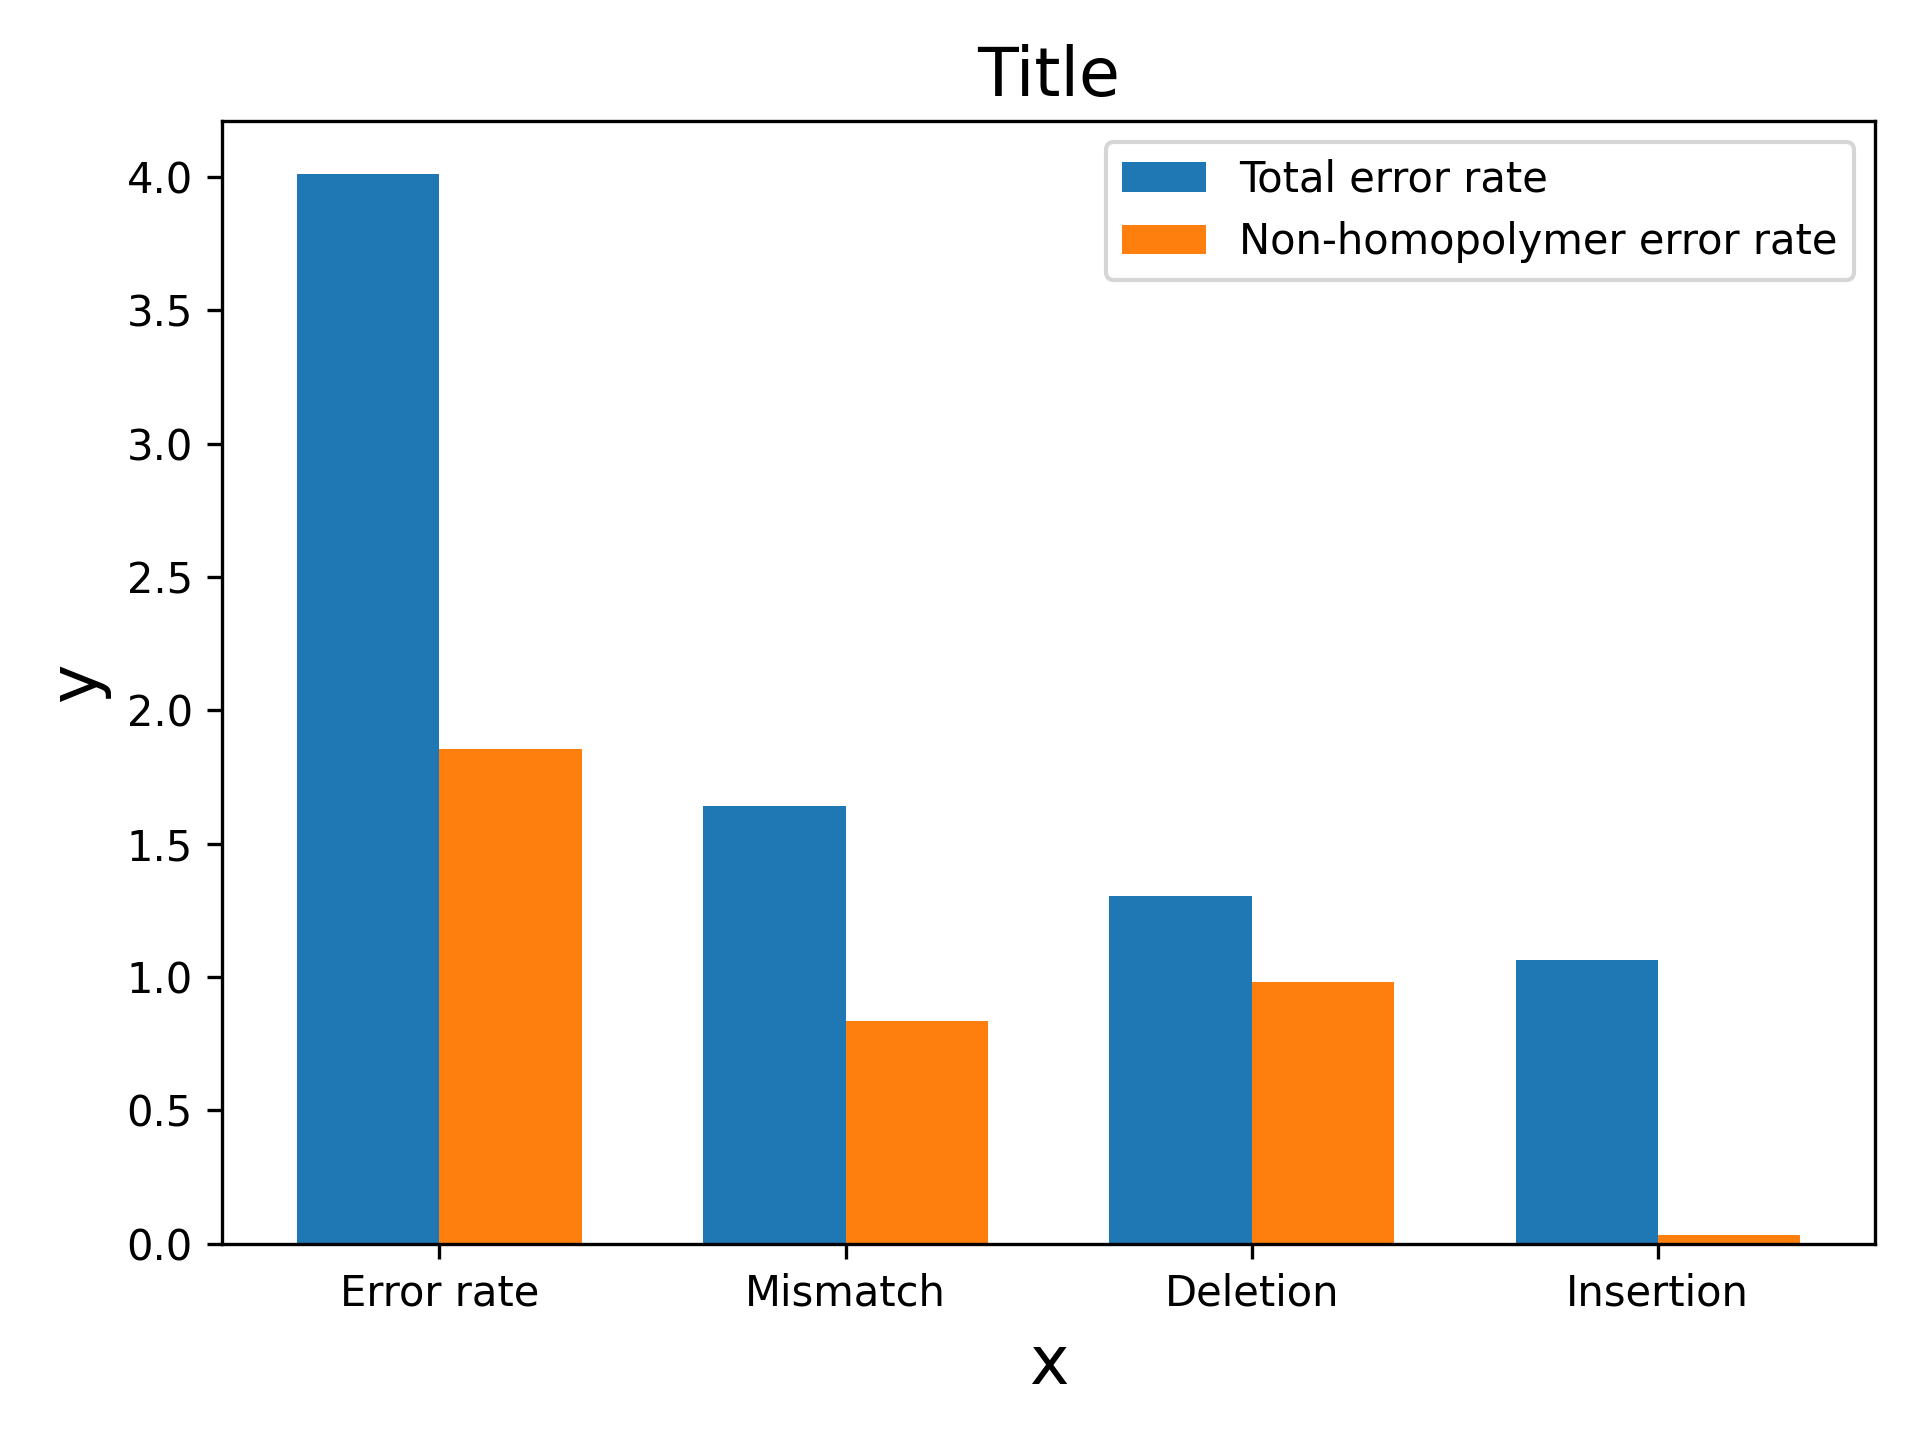 Title
Total error rate
Non-homopolymer error rate
4.0
3.5
3.0
2.5
2.0
1.5
1.0
0.5
0.0
y
Error rate Mismatch Deletion Insertion
x